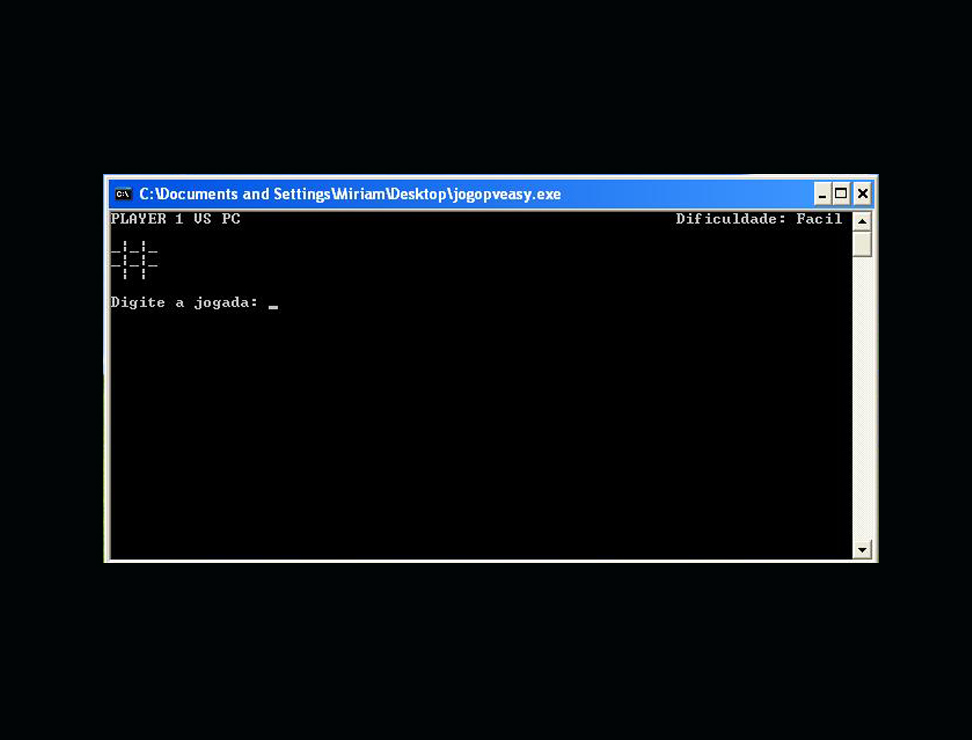 C:\Documents and Settings\Miriam\Desktop\jogopveasy.exe
PLAYER 1 VS PC Dificuldade: Facil
_¦_¦_
_¦_¦_
 ¦ ¦
Digite a jogada: _